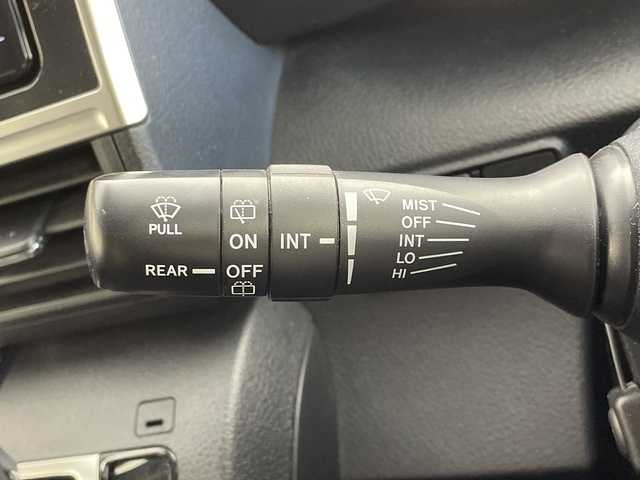 PULL
REAR
ON
OFF
INT
MIST
OFF
INT
LO
HI